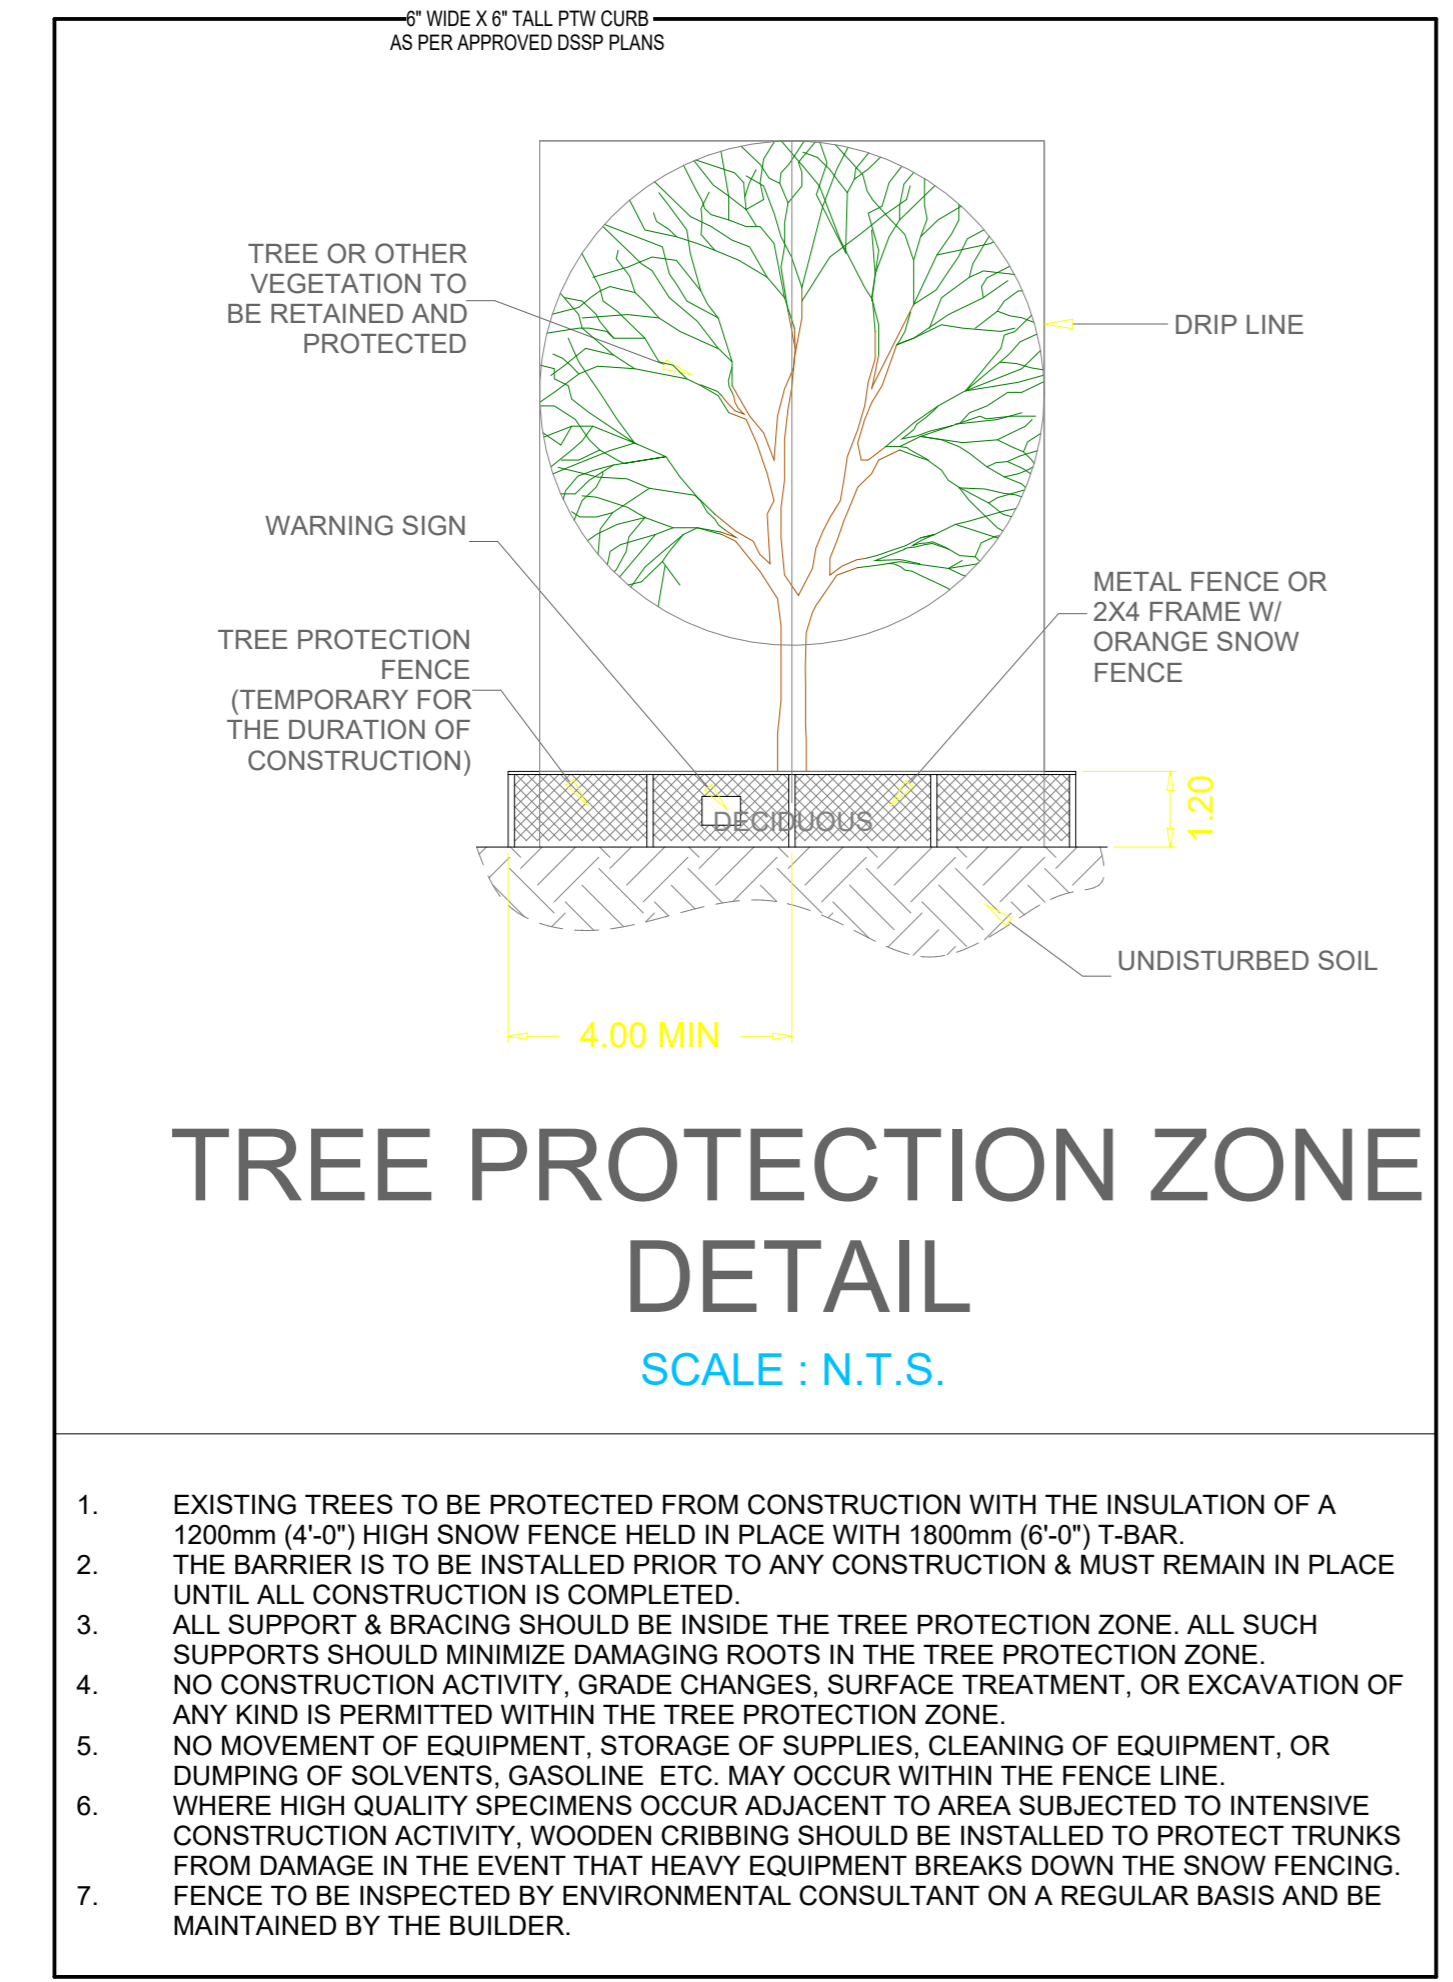 6" WIDE X 6" TALL PTW CURB
AS PER APPROVED DSSP PLANS
TREE OR OTHER
VEGETATION TO
BE RETAINED AND
PROTECTED
DRIP LINE
WARNING SIGN
METAL FENCE OR
2X4 FRAME W/
ORANGE SNOW
FENCE
TREE PROTECTION
FENCE
(TEMPORARY FOR
THE DURATION OF
CONSTRUCTION)
1.20
DECIDUOUS
UNDISTURBED SOIL
4.00 MIN
TREE PROTECTION ZONE
DETAIL
SCALE : N.T.S.
1. EXISTING TREES TO BE PROTECTED FROM CONSTRUCTION WITH THE INSULATION OF A
1200mm (4'-0") HIGH SNOW FENCE HELD IN PLACE WITH 1800mm (6'-0") T-BAR.
2. THE BARRIER IS TO BE INSTALLED PRIOR TO ANY CONSTRUCTION & MUST REMAIN IN PLACE
UNTIL ALL CONSTRUCTION IS COMPLETED.
3. ALL SUPPORT & BRACING SHOULD BE INSIDE THE TREE PROTECTION ZONE. ALL SUCH
SUPPORTS SHOULD MINIMIZE DAMAGING ROOTS IN THE TREE PROTECTION ZONE.
4. NO CONSTRUCTION ACTIVITY, GRADE CHANGES, SURFACE TREATMENT, OR EXCAVATION OF
ANY KIND IS PERMITTED WITHIN THE TREE PROTECTION ZONE.
5. NO MOVEMENT OF EQUIPMENT, STORAGE OF SUPPLIES, CLEANING OF EQUIPMENT, OR
DUMPING OF SOLVENTS, GASOLINE ETC. MAY OCCUR WITHIN THE FENCE LINE.
6. WHERE HIGH QUALITY SPECIMENS OCCUR ADJACENT TO AREA SUBJECTED TO INTENSIVE
CONSTRUCTION ACTIVITY, WOODEN CRIBBING SHOULD BE INSTALLED TO PROTECT TRUNKS
FROM DAMAGE IN THE EVENT THAT HEAVY EQUIPMENT BREAKS DOWN THE SNOW FENCING.
7. FENCE TO BE INSPECTED BY ENVIRONMENTAL CONSULTANT ON A REGULAR BASIS AND BE
MAINTAINED BY THE BUILDER.